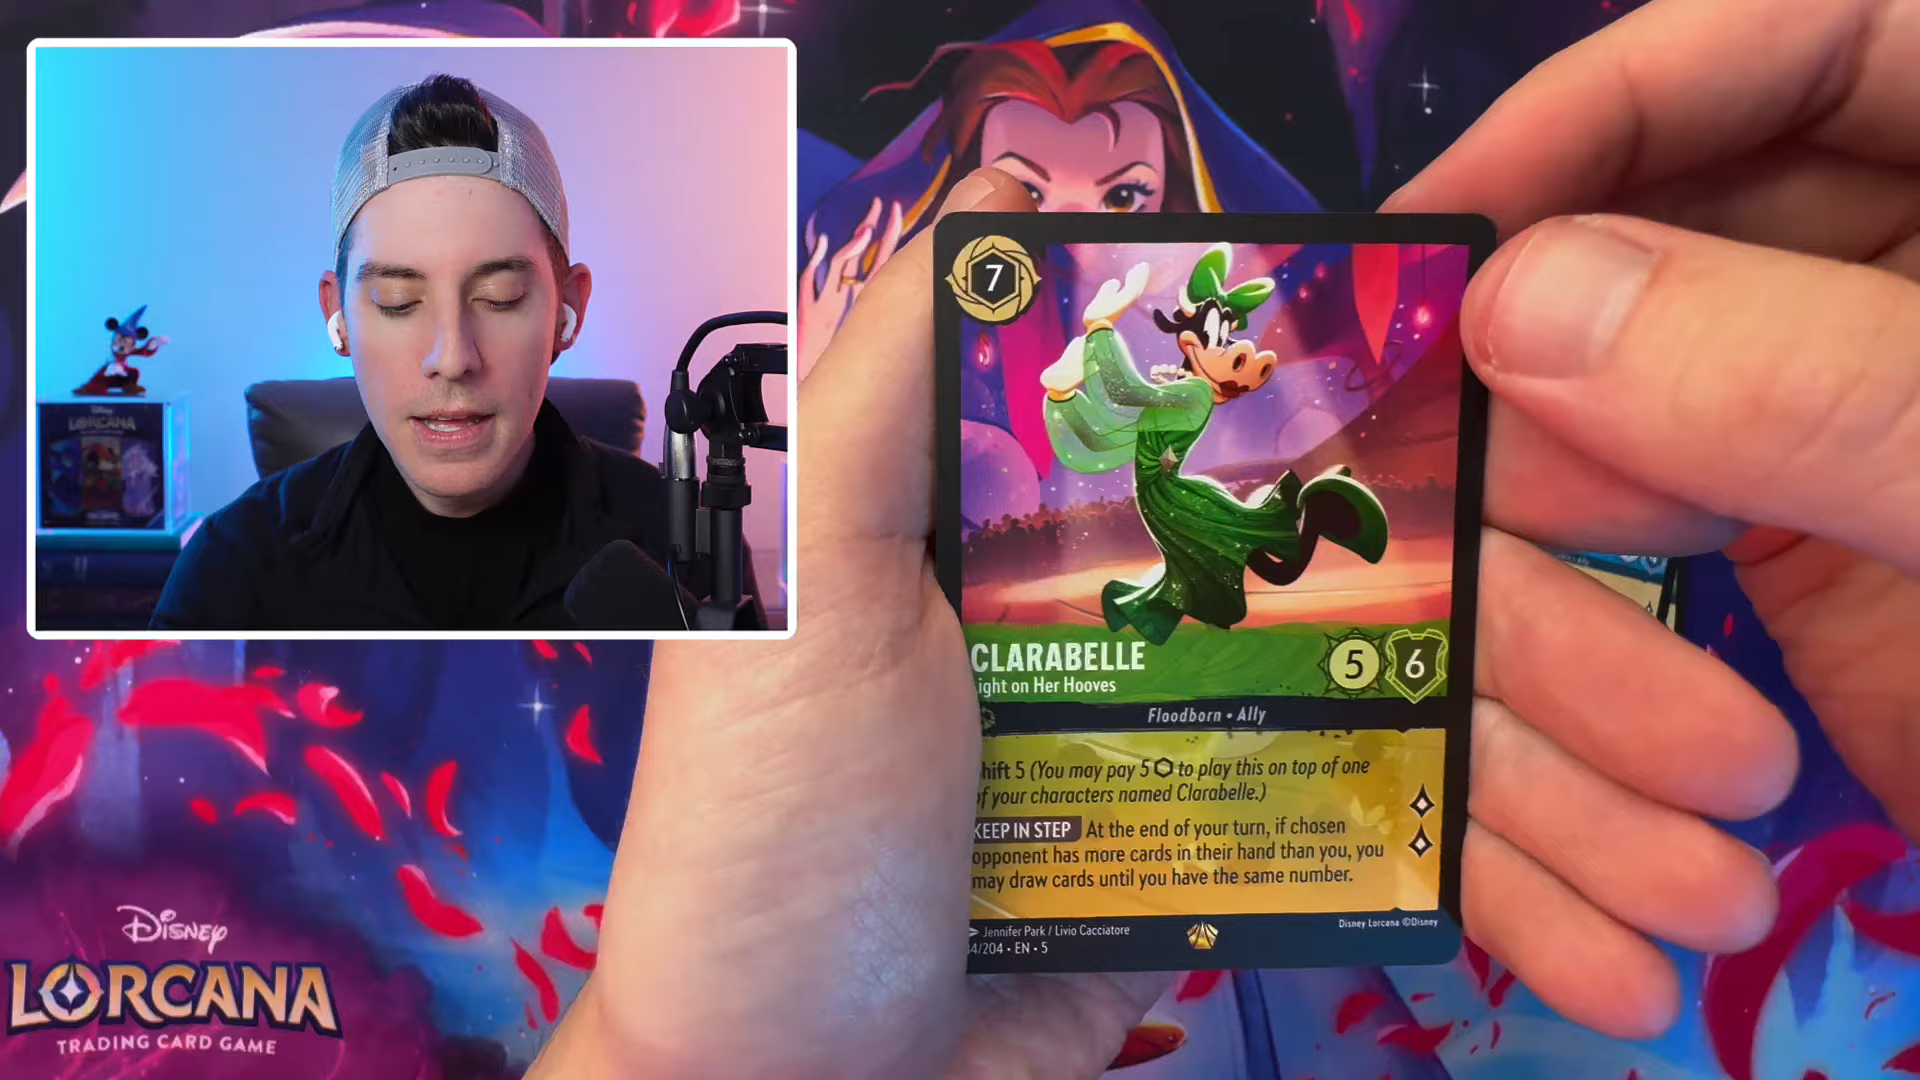 Disney
LORCANA
7
CLARABELLE
ight on Her Hooves
5
6
Floodborn • Ally
hift 5 (You may pay 5 to play this on top of one
f your characters named Clarabelle.)
KEEP IN STEP At the end of your turn, if chosen
opponent has more cards in their hand than you, you
may draw cards until you have the same number.
Jennifer Park / Livio Cacciatore
4/204 • EN • 5
Disney Lorcana ©Disney
Disney
LORCANA
TRADING CARD GAME